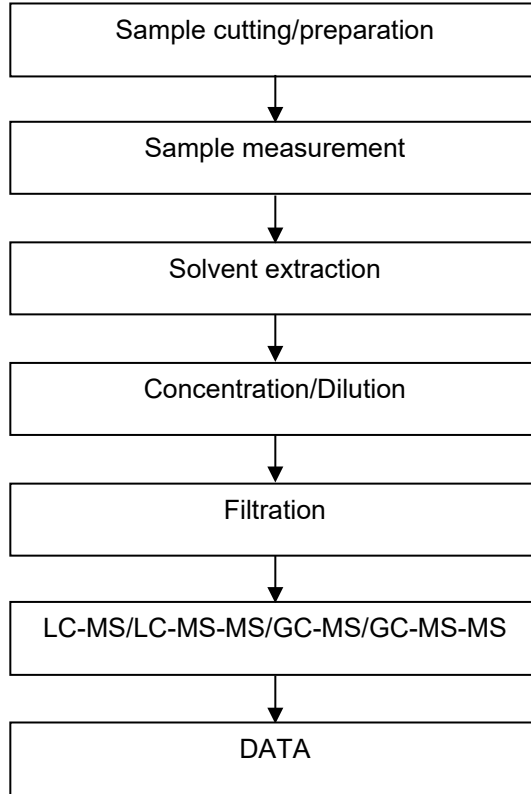 Sample cutting/preparation
Sample measurement
Solvent extraction
Concentration/Dilution
Filtration
LC-MS/LC-MS-MS/GC-MS/GC-MS-MS
DATA